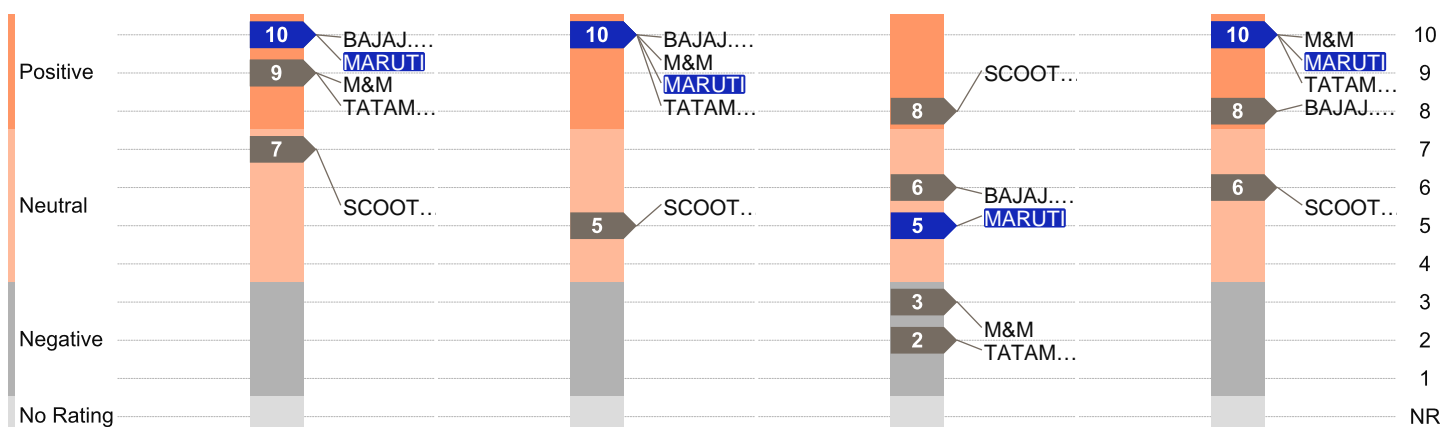 10 BAJAJ.... 10 BAJAJ.... 10 M&M 10
MARUTI M&M MARUTI
Positive 9 M&M MARUTI SCOOT... TATAM... 9
TATAM... TATAM... 8 8 BAJAJ.... 8
7 7
6 BAJAJ.... 6 6
Neutral SCOOT... SCOOT... MARUTI SCOOT...
5 5 5
4
3 3
Negative 2 M&M 2
TATAM...
1
No Rating NR